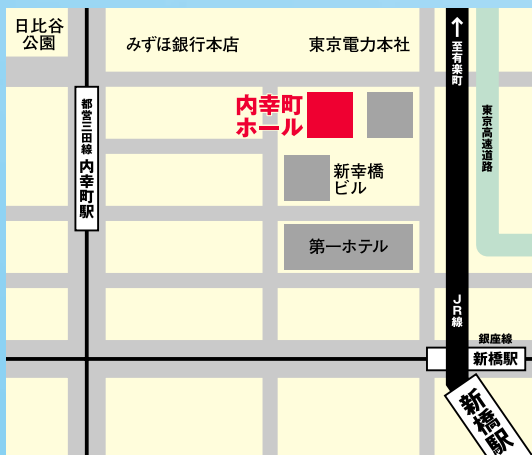 日比谷
公園
みずほ銀行本店
東京電力本社
至有楽町
内幸町
ホール
都営三田線
内幸町駅
東京高速道路
新幸橋
ビル
第一ホテル
JR線
銀座線
新橋駅
新橋駅